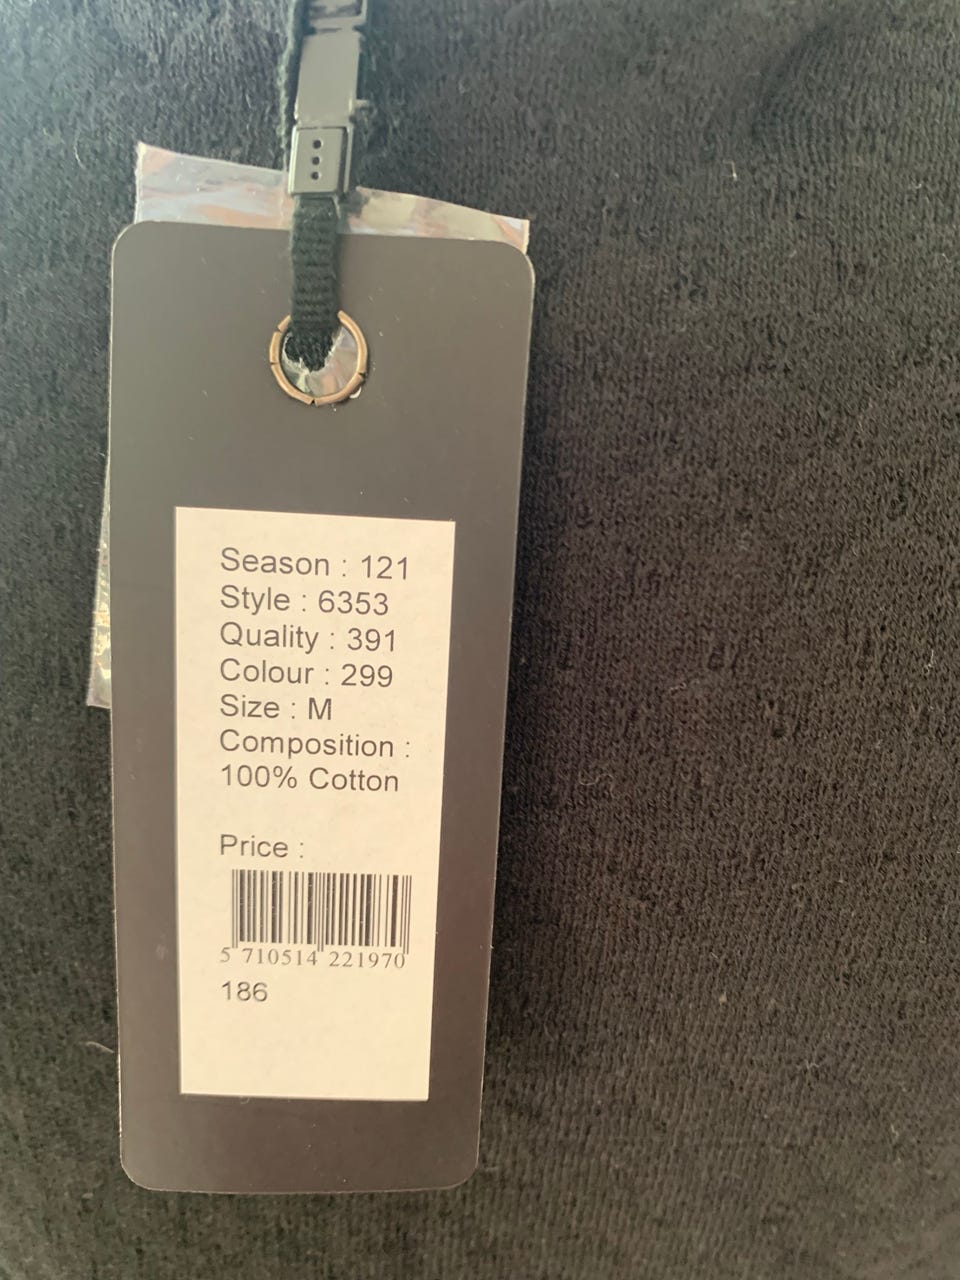 Season : 121
Style : 6353
Quality : 391
Colour : 299
Size : M
Composition :
100% Cotton
Price :
5 710514 221970
186